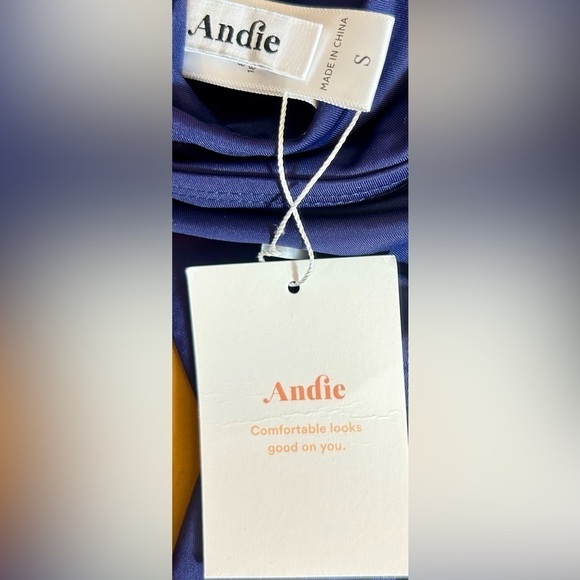 Andie
MADE IN CHINA
S
Andie
Comfortable looks
good on you.